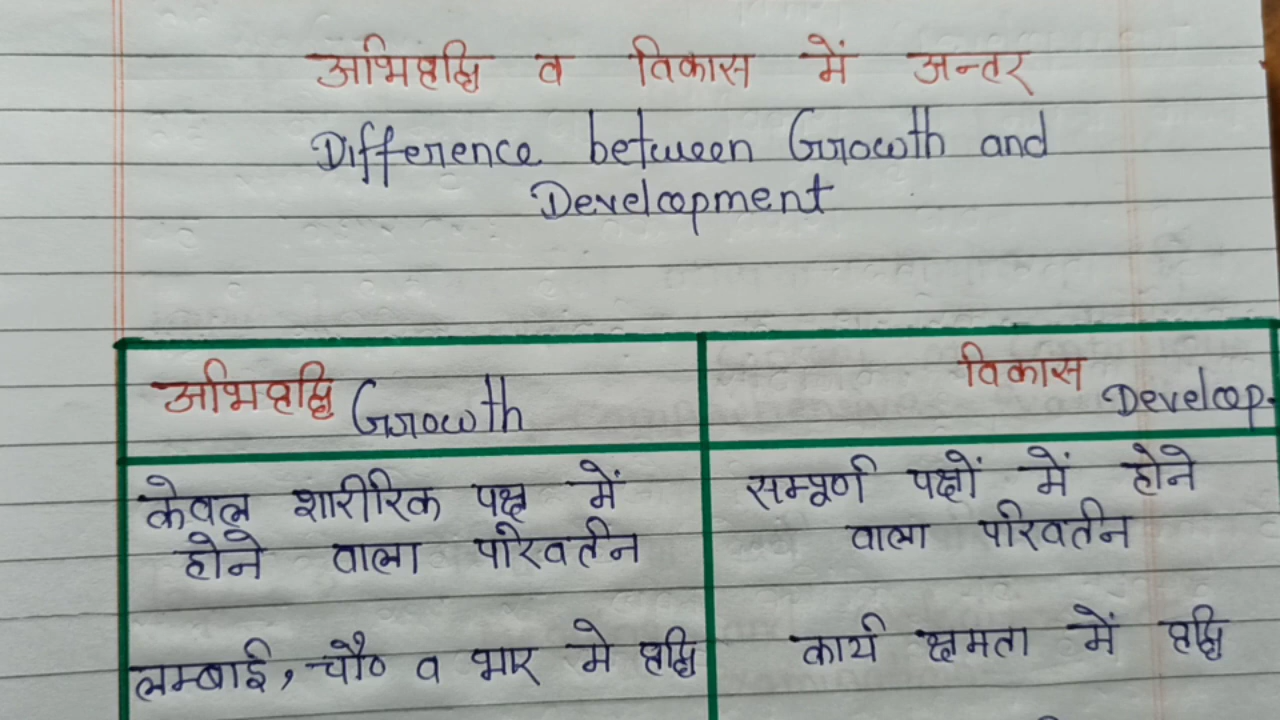 अभिवृद्धि व विकास में अन्तर
Difference between Growth and
Development
अभिवृद्धि Growth
विकास Develop.
केवल शारीरिक पक्ष में
होने वाला परिवर्तन
सम्पूर्ण पक्षों में होने
वाला परिवर्तन
लम्बाई, चौ० व भार मे वृद्धि
कार्य क्षमता में वृद्धि